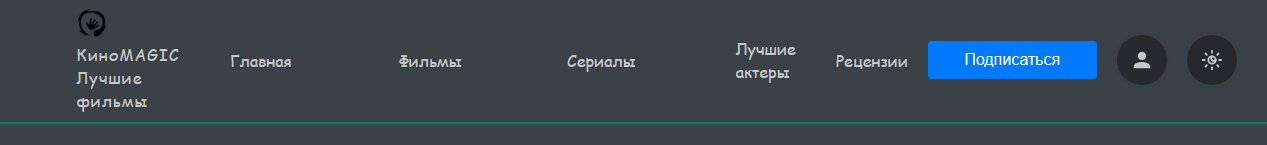 КиноMAGIC
Лучшие
фильмы
Главная
Фильмы
Сериалы
Лучшие
актеры
Рецензии
Подписаться